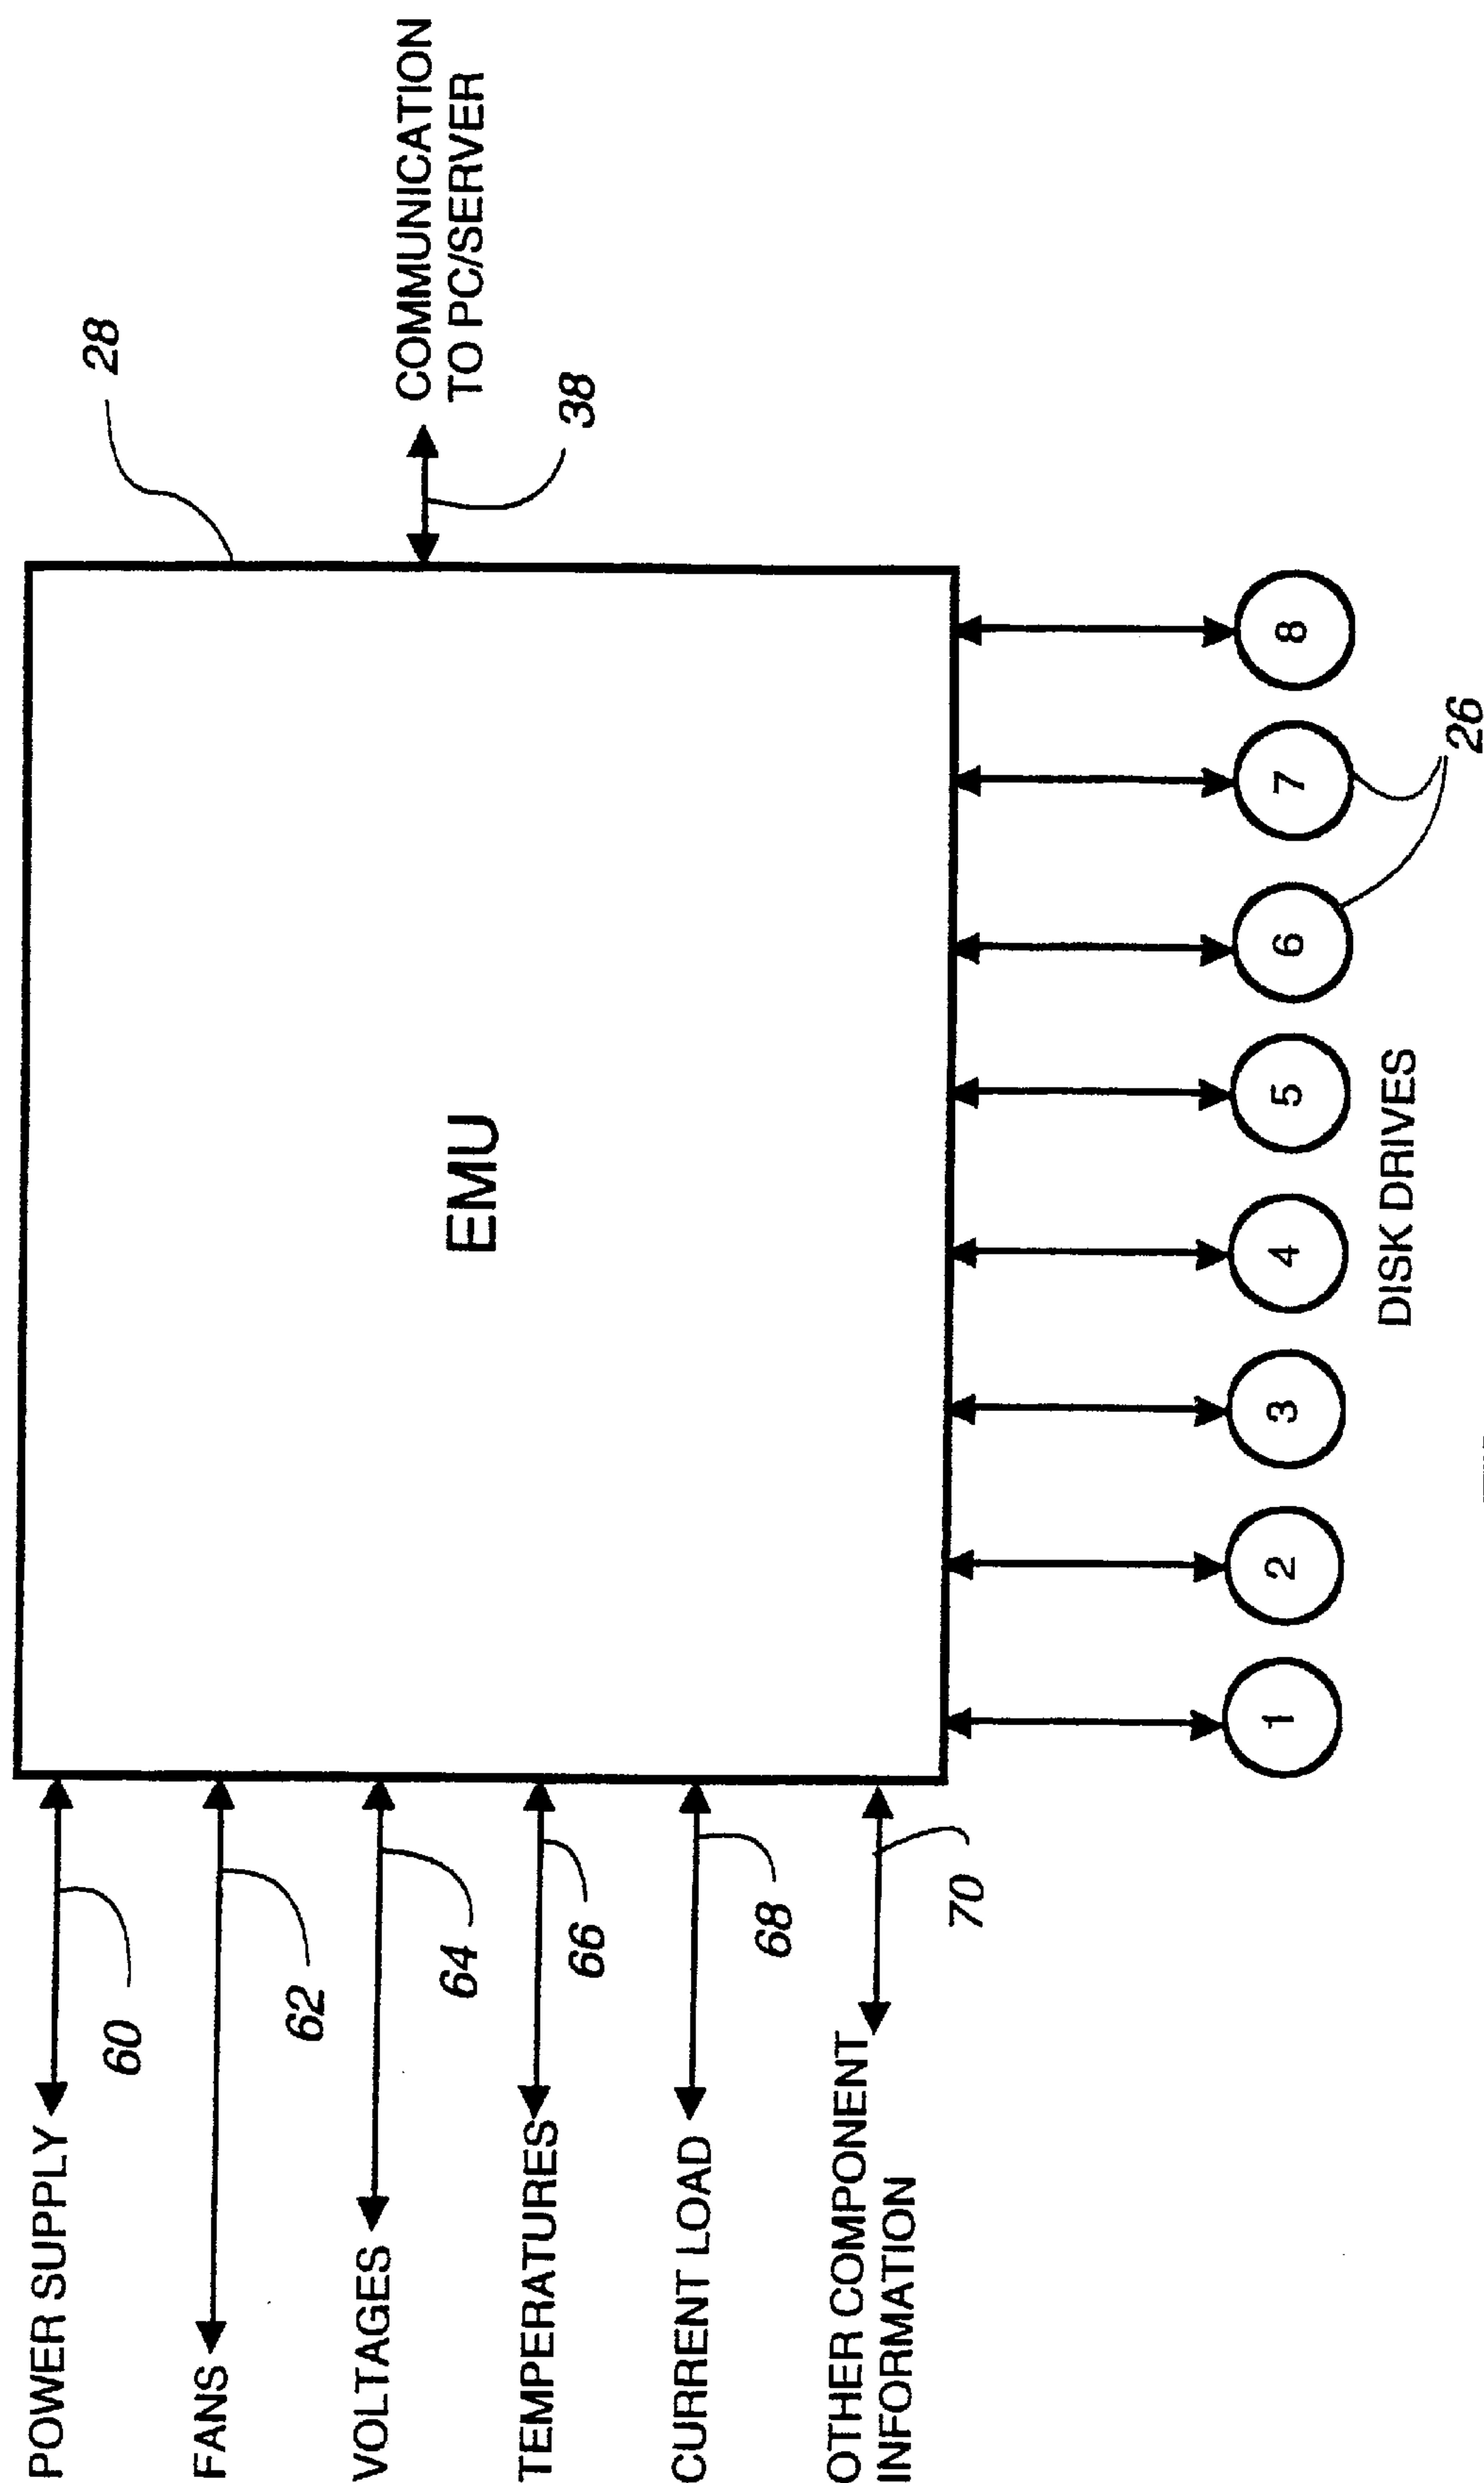 POWER SUPPLY
60
FANS
62
VOLTAGES
64
TEMPERATURES
66
CURRENT LOAD
68
OTHER COMPONENT
INFORMATION
70
EMU
28
COMMUNICATION
TO PC/SERVER
38
1
2
3
4
5
6
7
8
26
DISK DRIVES